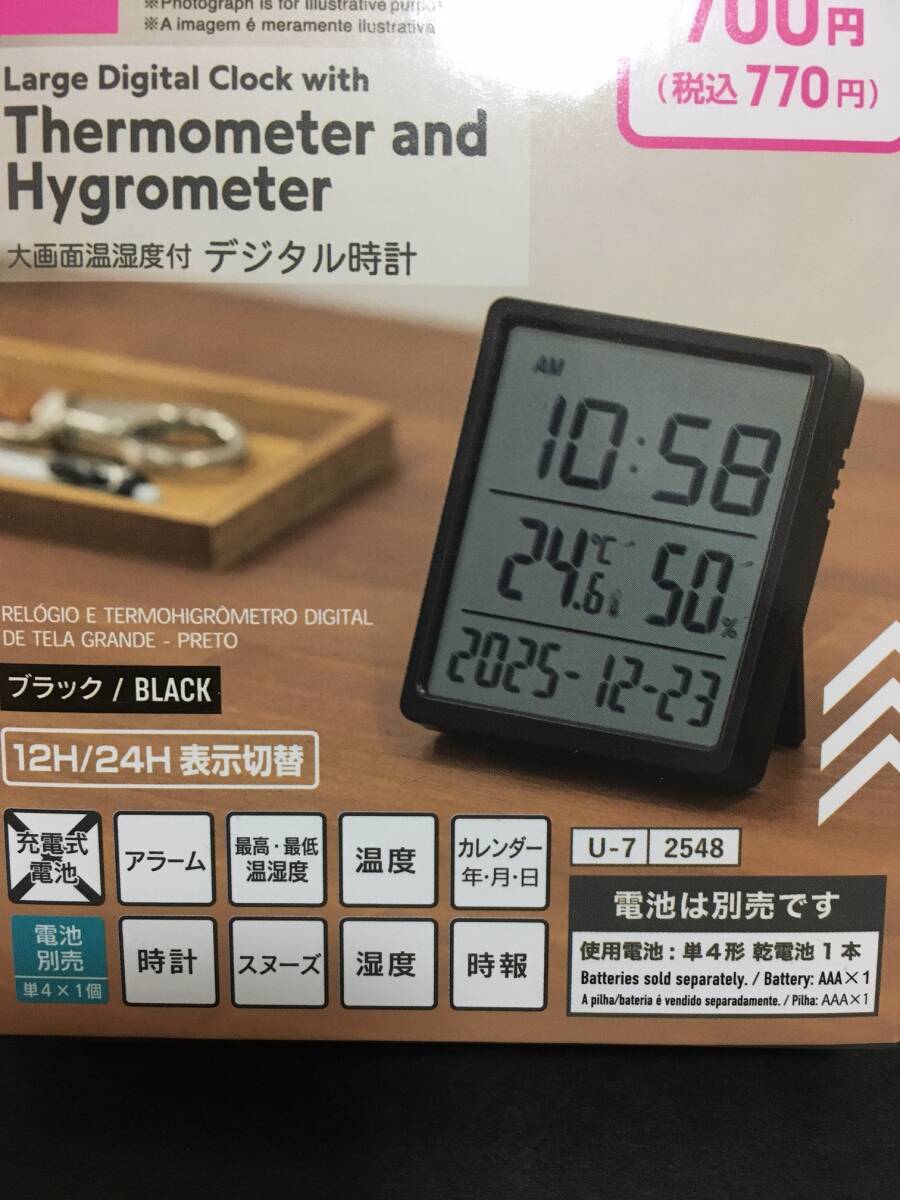 ※Photograph is for illustrative
※A imagem é meramente ilustrativa
700円
(税込770円)
Large Digital Clock with
Thermometer and
Hygrometer
大画面温湿度付 デジタル時計
AM
10:58
24.6℃ 50%
2025-12-23
RELÓGIO E TERMOHIGRÔMETRO DIGITAL
DE TELA GRANDE - PRETO
ブラック / BLACK
12H/24H 表示切替
充電式
電池
アラーム
最高・最低
温湿度
温度
カレンダー
年・月・日
U-7 2548
電池
別売
単4×1個
時計
スヌーズ
湿度
時報
電池は別売です
使用電池：単4形 乾電池1本
Batteries sold separately. / Battery: AAA×1
A pilha/bateria é vendido separadamente. / Pilha: AAA×1